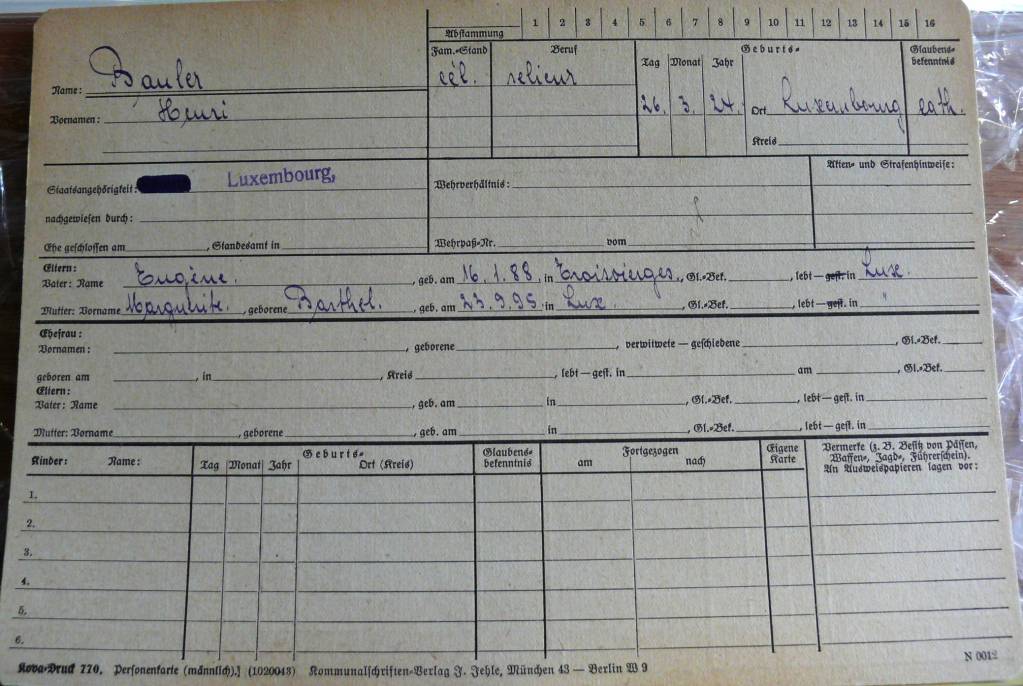 Abstammung 1 2 3 4 5 6 7 8 9 10 11 12 13 14 15 16
Name: Bauler
Vornamen: Henri
Fam.-Stand
cél.
Beruf
relieur
Geburts-
Tag Monat Jahr
26. 3. 24. Ort Luxembourg
Kreis
Glaubens-
bekenntnis
cath.
Staatsangehörigkeit: Luxembourg,
nachgewiesen durch:
Ehe geschlossen am , Standesamt in
Wehrverhältnis:
Wehrpaß-Nr. vom
Akten- und Strafenhinweise:
Eltern:
Vater: Name Eugène. , geb. am 16.1.88. in Troisvierges., Gl.-Bek. , lebt — gest. in Luxe.
Mutter: Vorname Margu̇erite. , geborene Barthel. , geb. am 23.9.95 in Lux. , Gl.-Bek. , lebt — gest. in "
Ehefrau:
Vornamen: , geborene , verwitwete — geschiedene , Gl.-Bek.
geboren am , in , Kreis , lebt — gest. in am , Gl.-Bek.
Eltern:
Vater: Name , geb. am in , Gl.-Bek. , lebt — gest. in
Mutter: Vorname , geborene , geb. am in , Gl.-Bek. , lebt — gest. in
Kinder: Name:
Geburts-
Tag Monat Jahr Ort (Kreis)
Glaubens-
bekenntnis
Fortgezogen
am nach
Eigene
Karte
Vermerke (z. B. Besitz von Pässen,
Waffen-, Jagd-, Führerschein).
An Ausweispapieren lagen vor:
1.
2.
3.
4.
5.
6.
Kova-Druck 770. Personenkarte (männlich).] (1020043) Kommunalschriften-Verlag J. Jehle, München 43 — Berlin W 9
N 0012